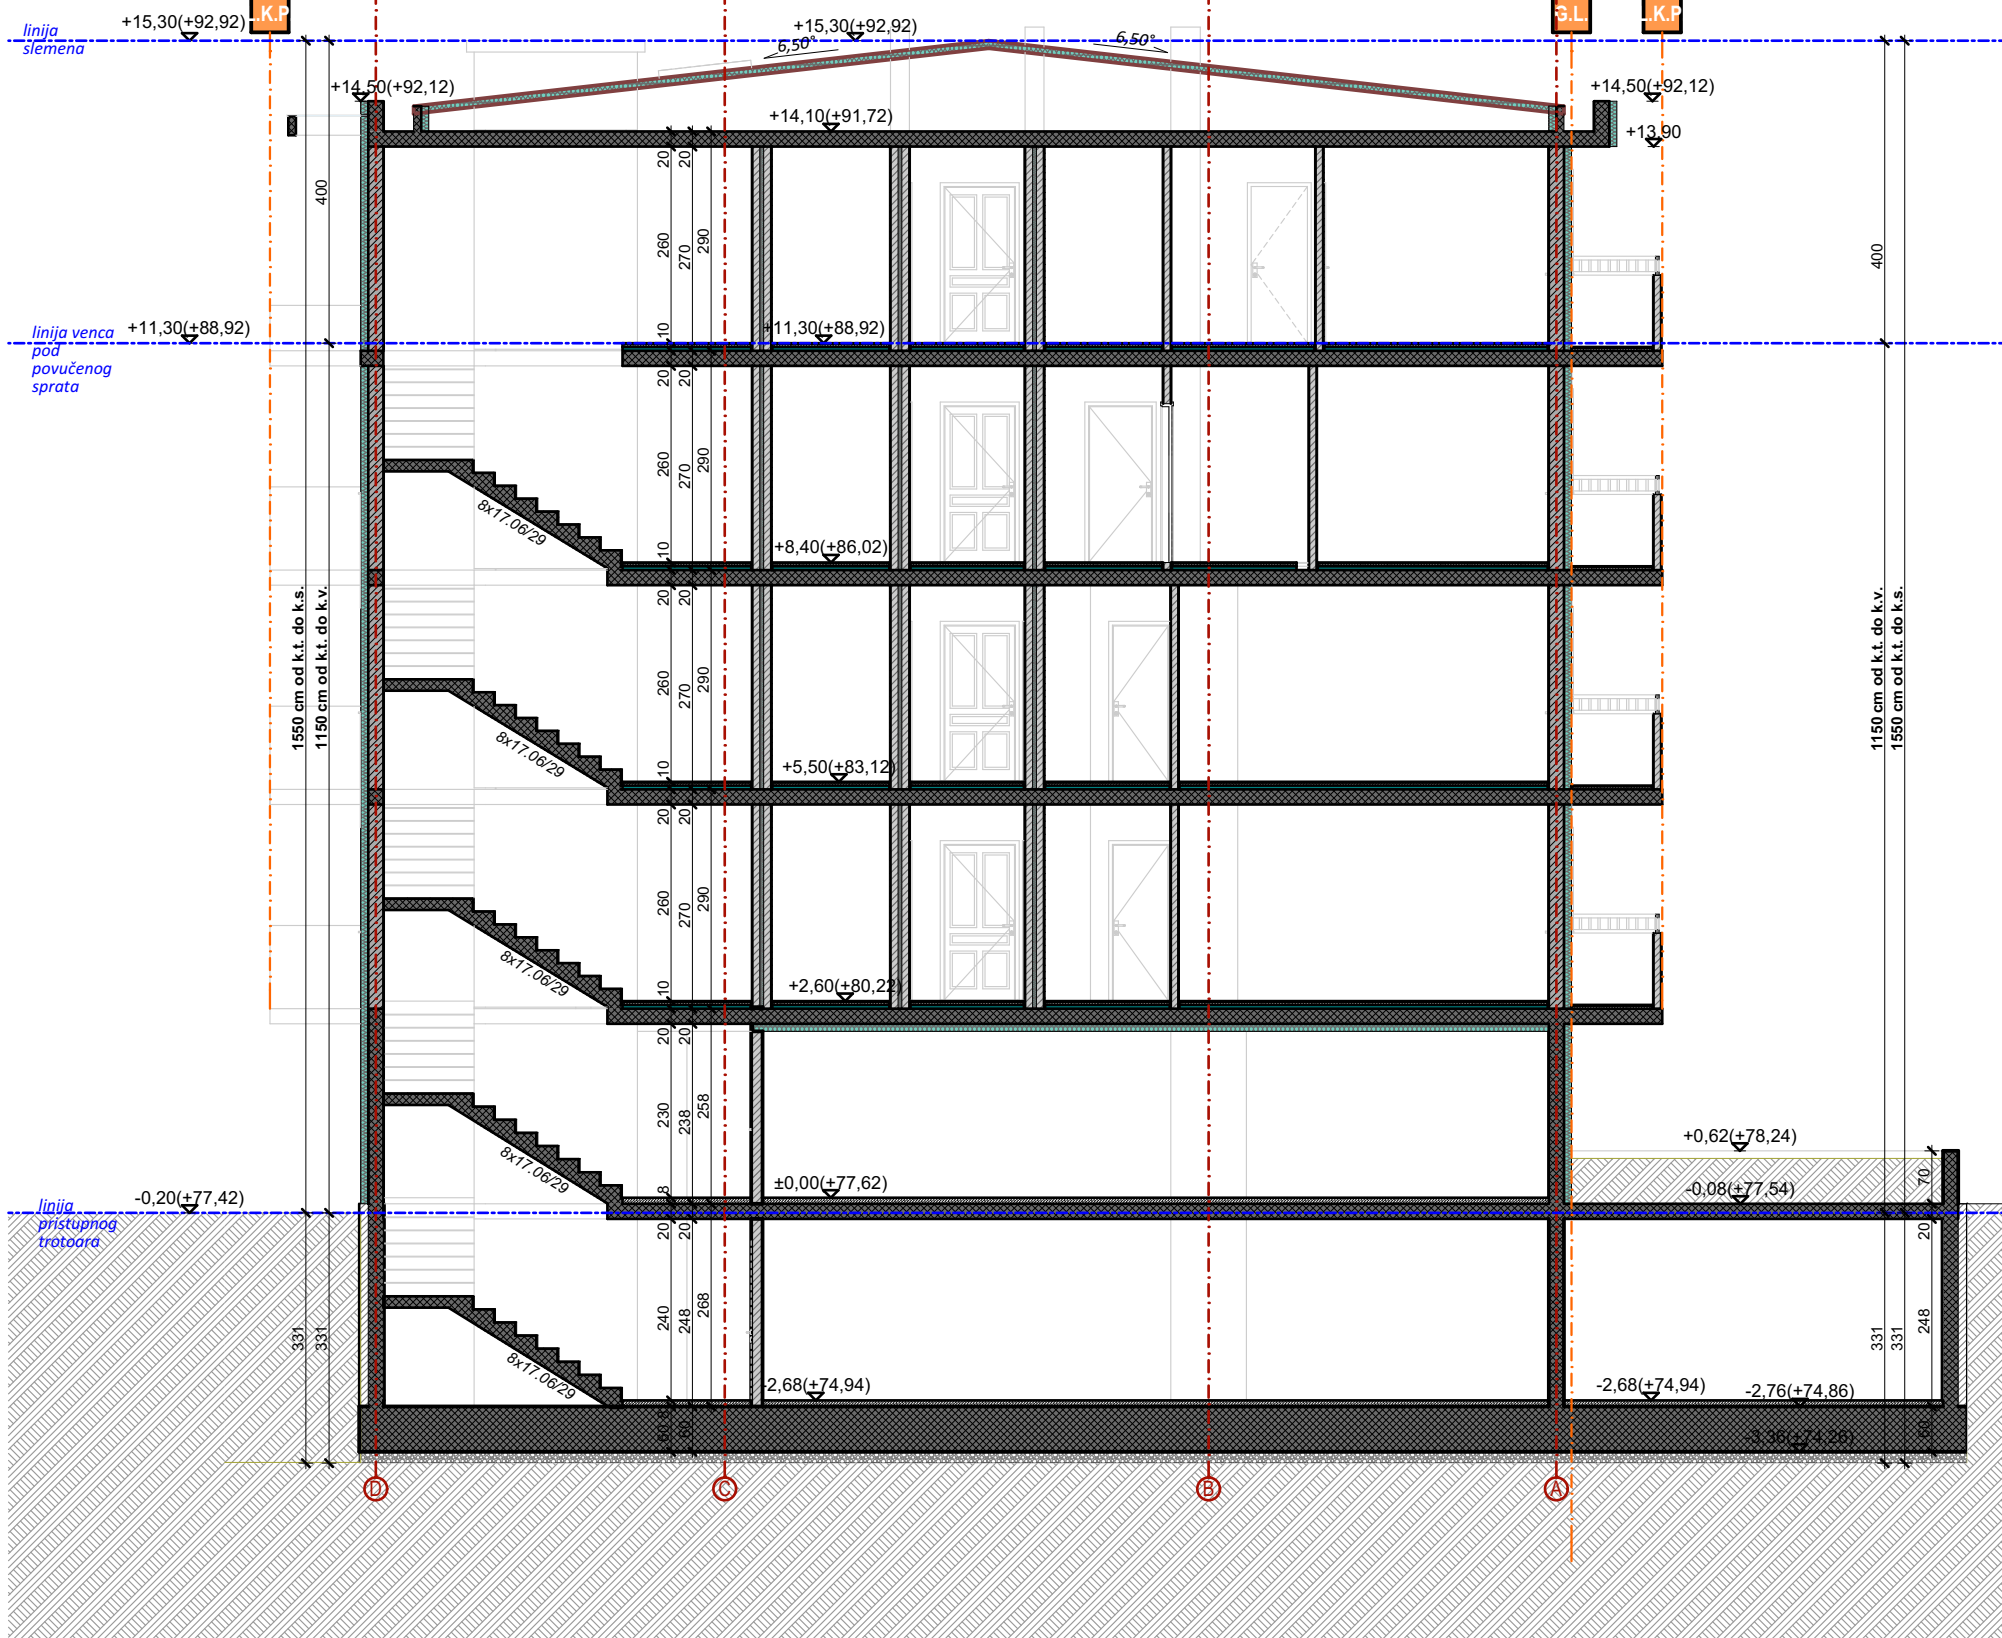 L.K.P
G.L.
L.K.P
linija
slemena
+15,30(+92,92)
+15,30(+92,92)
6,50°
6,50°
+14,50(+92,12)
+14,50(+92,12)
+14,10(+91,72)
+13,90
20
20
400
260
270
290
400
10
linija venca
pod
povučenog
sprata
+11,30(+88,92)
+11,30(+88,92)
20
20
260
270
290
8x17.06/29
10
+8,40(+86,02)
20
20
1550 cm od k.t. do k.s.
1150 cm od k.t. do k.v.
1150 cm od k.t. do k.v.
1550 cm od k.t. do k.s.
260
270
290
8x17.06/29
10
+5,50(+83,12)
20
20
260
270
290
8x17.06/29
10
+2,60(+80,22)
20
20
230
238
258
8x17.06/29
8
±0,00(+77,62)
+0,62(+78,24)
70
-0,08(+77,54)
linija
pristupnog
trotoara
-0,20(+77,42)
20
20
20
240
248
268
248
331
331
331
331
8x17.06/29
-2,68(+74,94)
-2,68(+74,94)
-2,76(+74,86)
8
60
60
60
-3,36(+74,26)
D
C
B
A